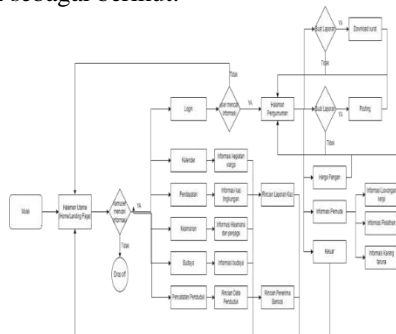 sebagai berikut:
Mulai
Halaman Utama
(Home/Landing Page)
mencari
informasi
YA
Tidak
Drop off
Login
user mencari
informasi
Tidak
Ya
Halaman
Pengumuman
Buat Laporan
Ya
Download surat
Tidak
Buat Laporan
Ya
Posting
Tidak
Kalender
Informasi kegiatan
warga
Pendapatan
Informasi kas
lingkungan
Rincian Laporan Kas
Keamanan
Informasi Keamanan
dan penjaga
Budaya
Informasi budaya
Pencatatan Penduduk
Rincian Data
Penduduk
Rincian Penerima
Bansos
Harga Pangan
Informasi Pemuda
Keluar
Informasi Lowongan
kerja
Informasi Pelatihan
Informasi Karang
taruna